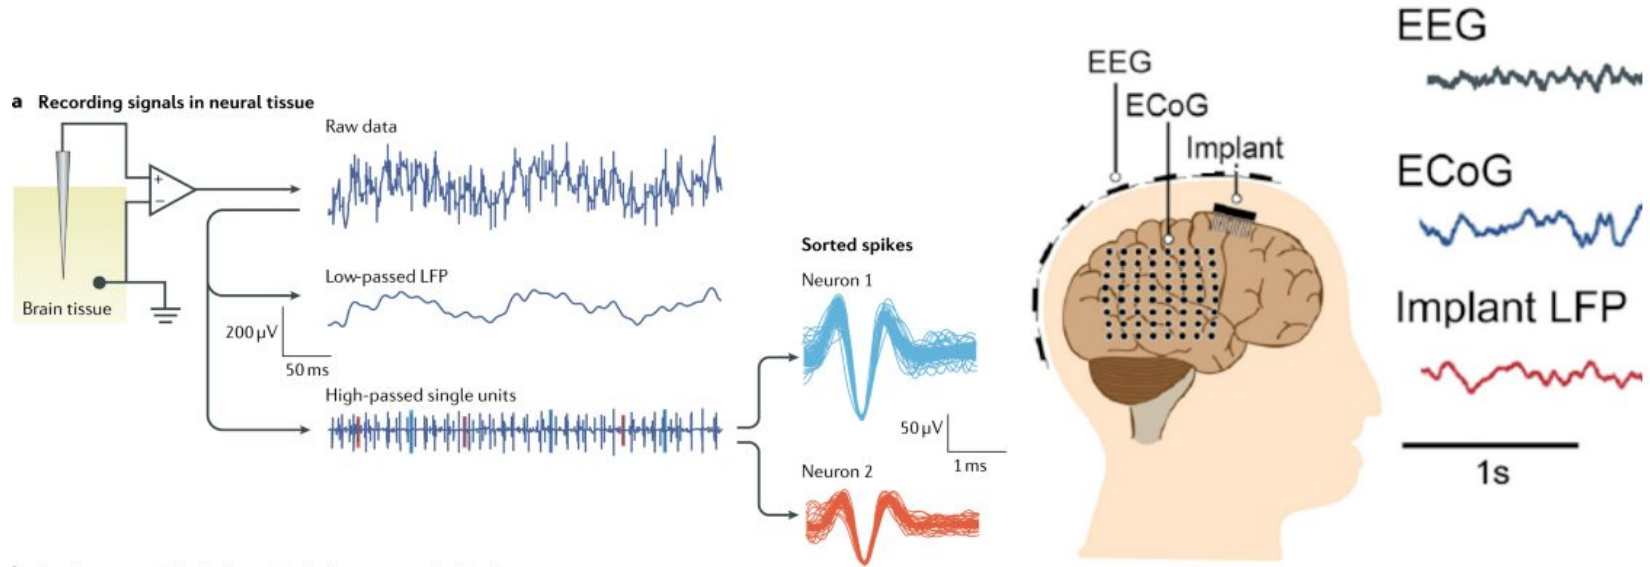 a Recording signals in neural tissue
Raw data
+
−
Brain tissue
Low-passed LFP
200 µV
50 ms
High-passed single units
Sorted spikes
Neuron 1
50 µV
1 ms
Neuron 2
EEG
ECoG
Implant
EEG
ECoG
Implant LFP
1s